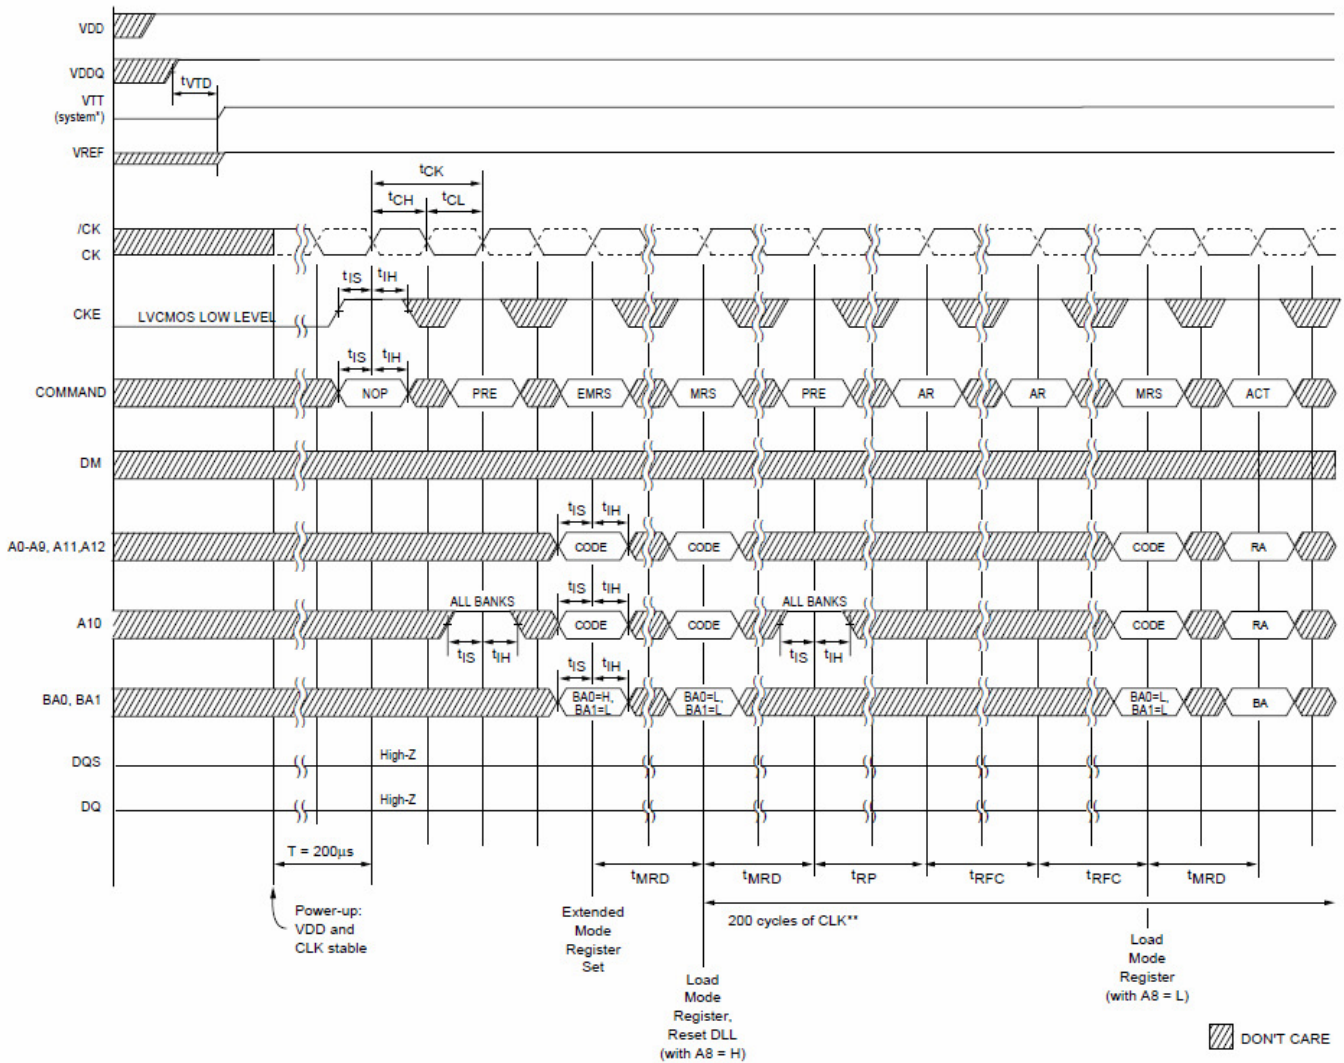 VDD
VDDQ
tVTD
VTT
(system*)
VREF
tCK
tCH tCL
/CK
CK
tIS tIH
CKE
LVCMOS LOW LEVEL
tIS tIH
COMMAND NOP PRE EMRS MRS PRE AR AR MRS ACT
DM
tIS tIH
A0-A9, A11,A12 CODE CODE CODE RA
ALL BANKS tIS tIH ALL BANKS
A10 CODE CODE CODE RA
tIS tIH tIS tIH
tIS tIH
BA0, BA1 BA0=H, BA0=L, BA0=L, BA
BA1=L BA1=L BA1=L
DQS High-Z
DQ High-Z
T = 200µs
tMRD tMRD tRP tRFC tRFC tMRD
Power-up:
VDD and
CLK stable
Extended
Mode
Register
Set
200 cycles of CLK**
Load
Mode
Register,
Reset DLL
(with A8 = H)
Load
Mode
Register
(with A8 = L)
DON'T CARE